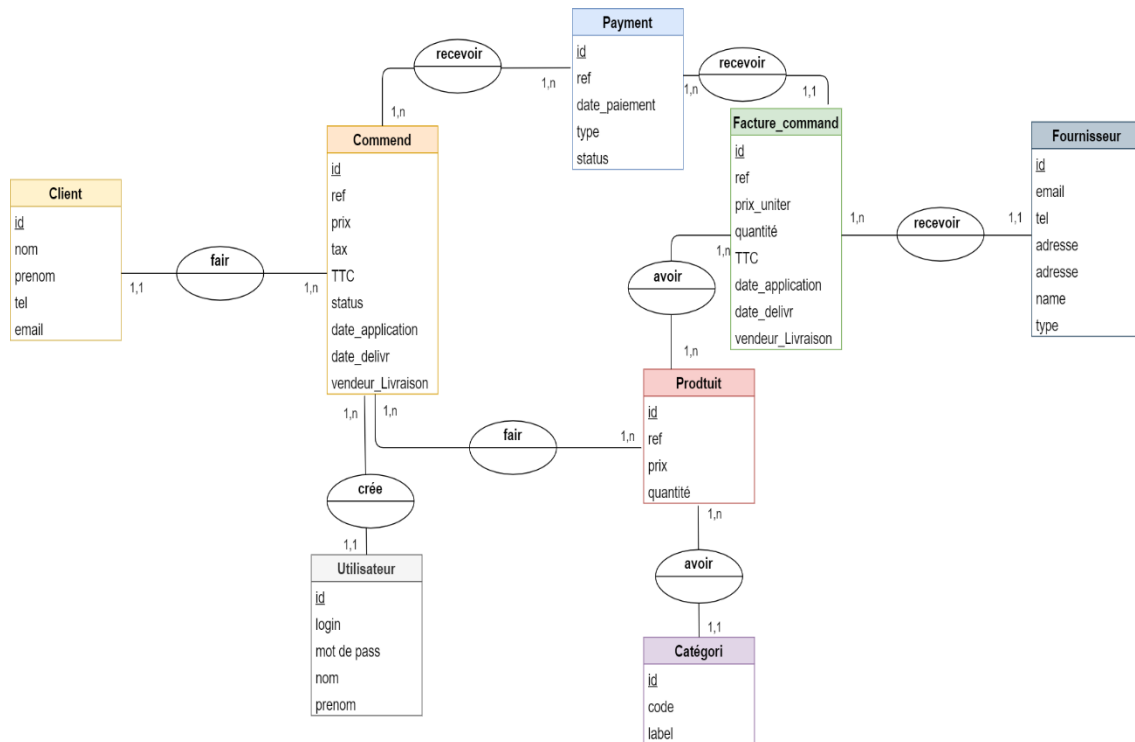 Payment
id
ref
date_paiement
type
status
recevoir
1,n
1,n
recevoir
1,n
1,1
Commend
id
ref
prix
tax
TTC
status
date_application
date_delivr
vendeur_Livraison
Facture_command
id
ref
prix_uniter
quantité
TTC
date_application
date_delivr
vendeur_Livraison
Fournisseur
id
email
tel
adresse
adresse
name
type
Client
id
nom
prenom
tel
email
fair
1,1
1,n
recevoir
1,n
1,1
avoir
1,n
1,n
Prodtuit
id
ref
prix
quantité
fair
1,n
1,n
crée
1,n
1,1
Utilisateur
id
login
mot de pass
nom
prenom
avoir
1,n
1,1
Catégori
id
code
label